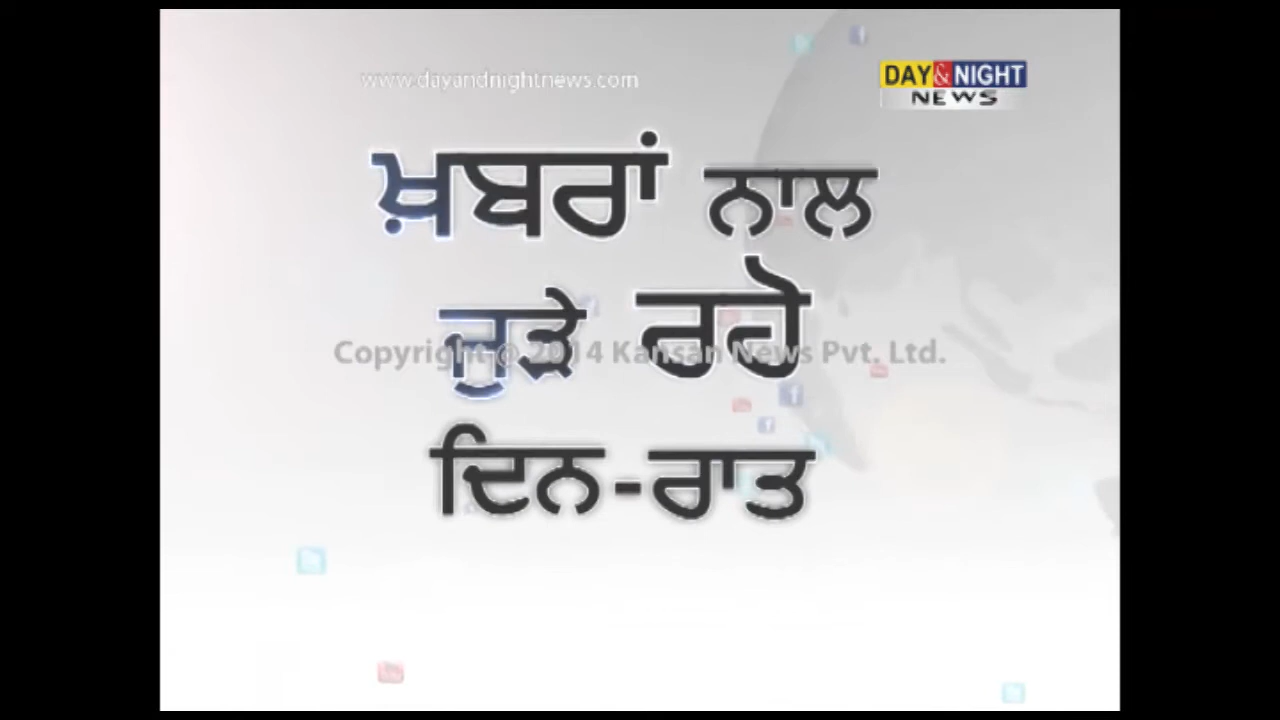 www.dayandnightnews.com
DAY&NIGHT
NEWS
ਖ਼ਬਰਾਂ ਨਾਲ
ਜੁੜੇ ਰਹੋ
Copyright @ 2014 Kansan News Pvt. Ltd.
ਦਿਨ-ਰਾਤ